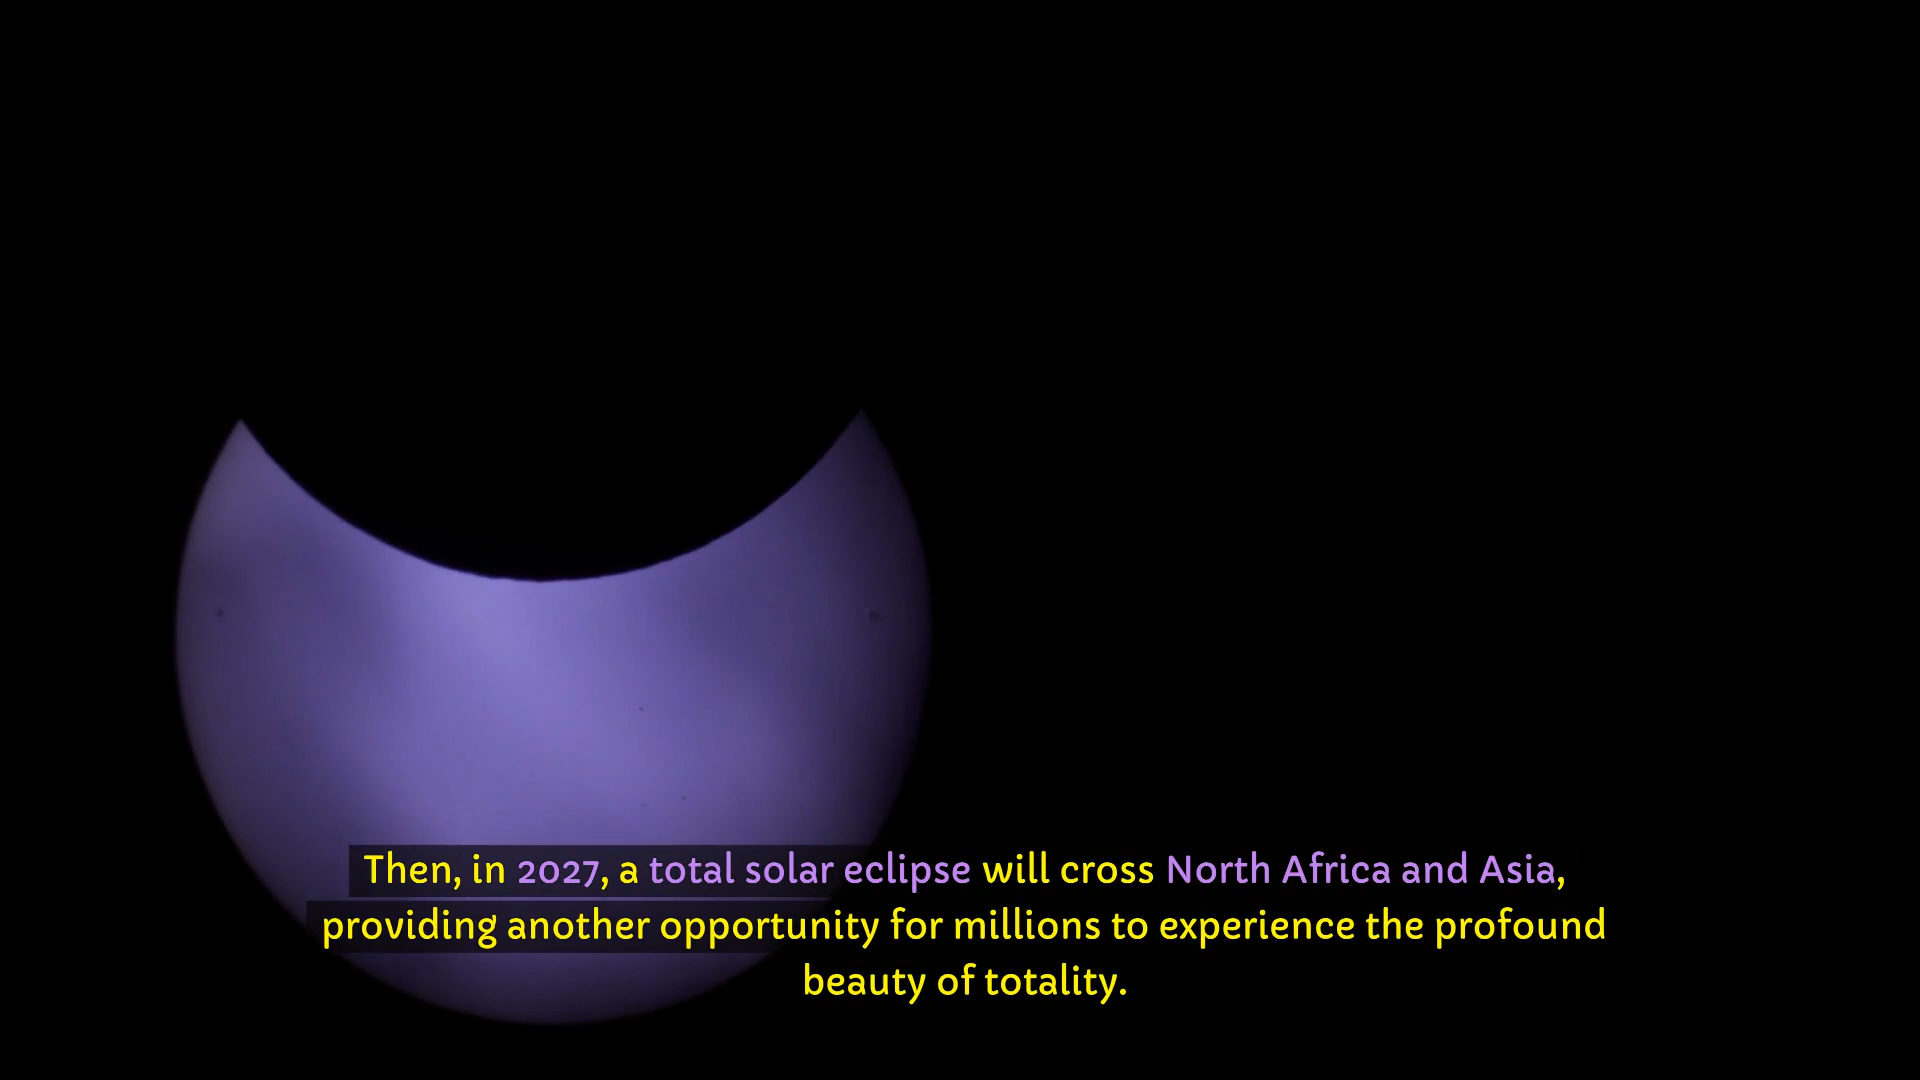 Then, in 2027, a total solar eclipse will cross North Africa and Asia,
providing another opportunity for millions to experience the profound
beauty of totality.